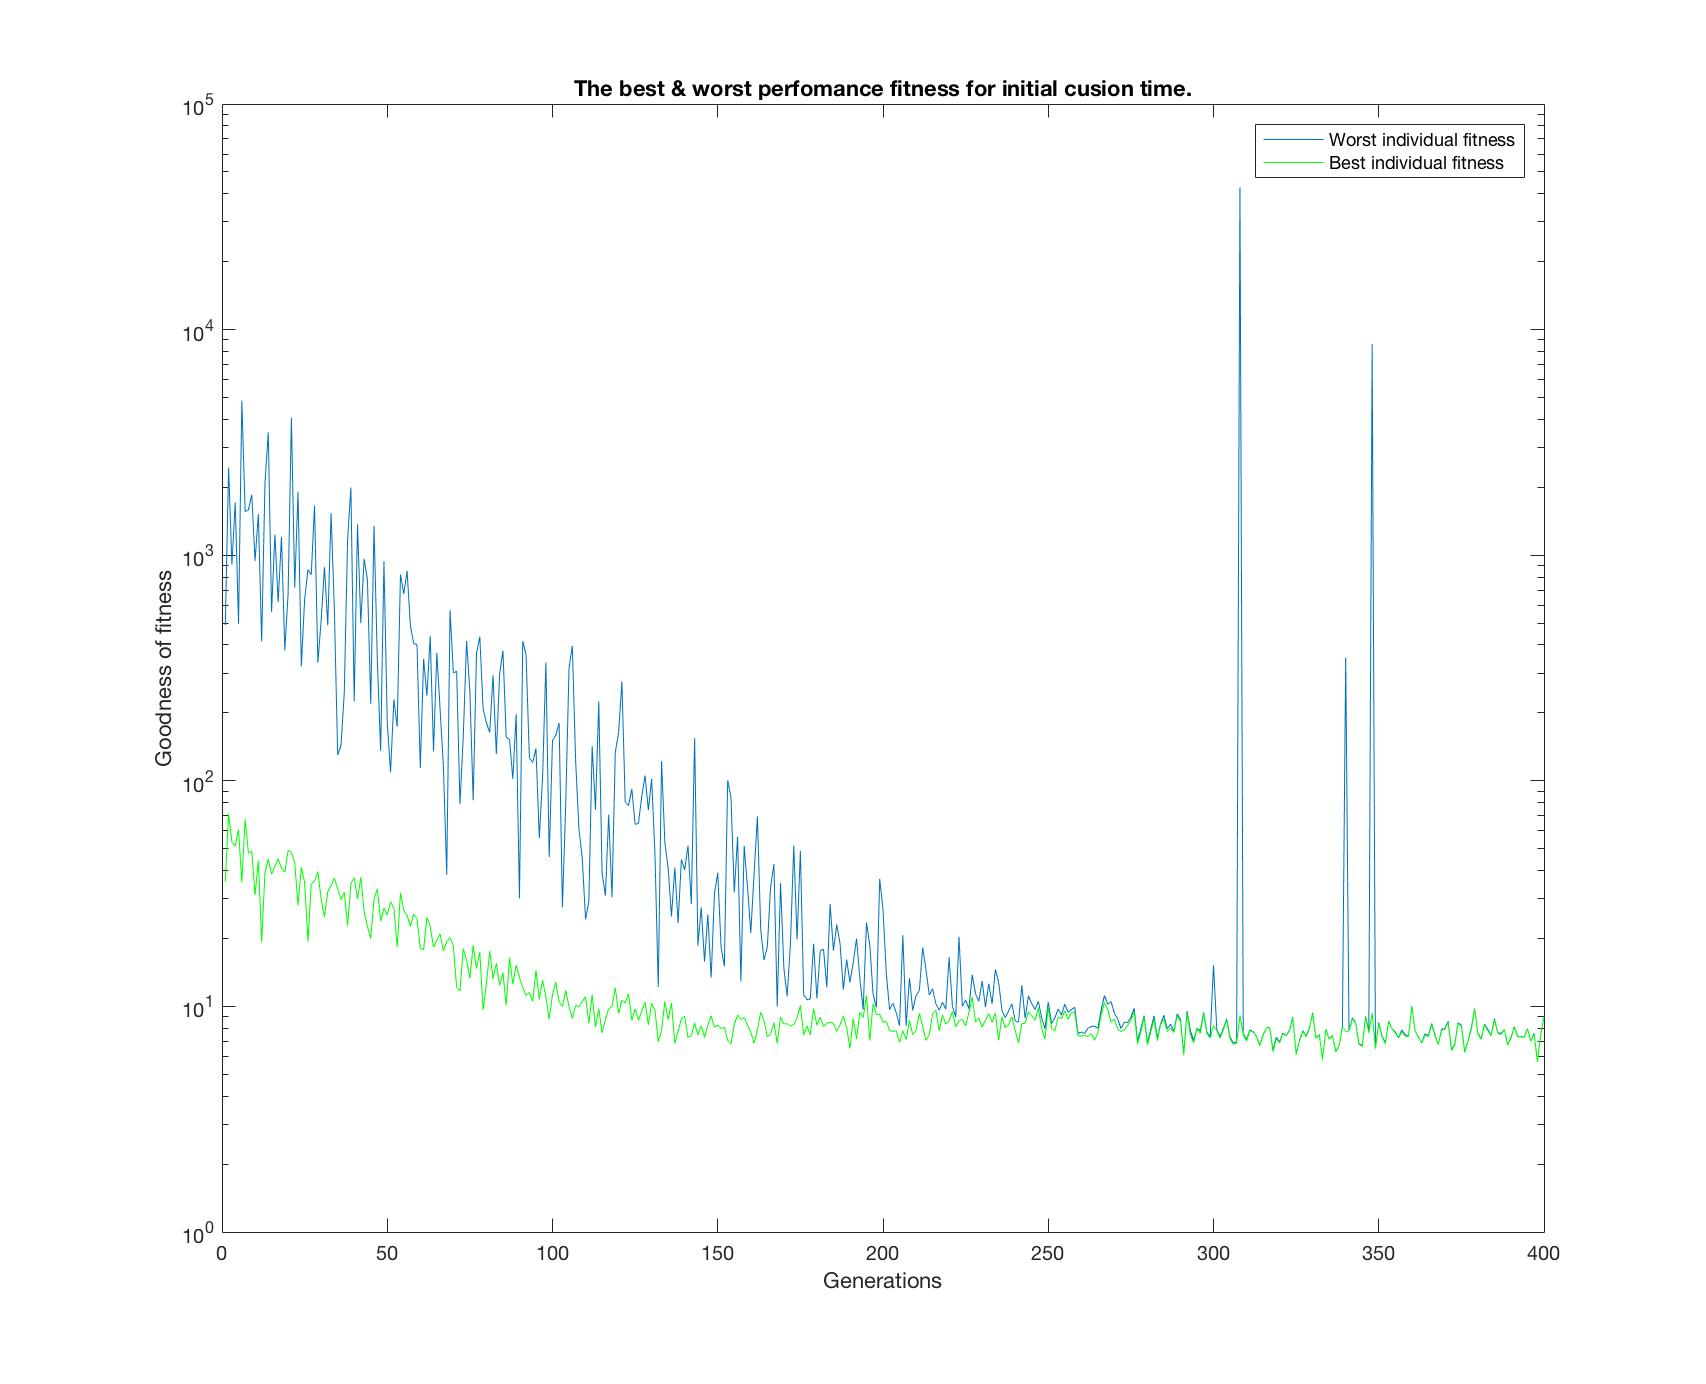 The best & worst perfomance fitness for initial cusion time.
Worst individual fitness
Best individual fitness
Goodness of fitness
10^5
10^4
10^3
10^2
10^1
10^0
0 50 100 150 200 250 300 350 400
Generations